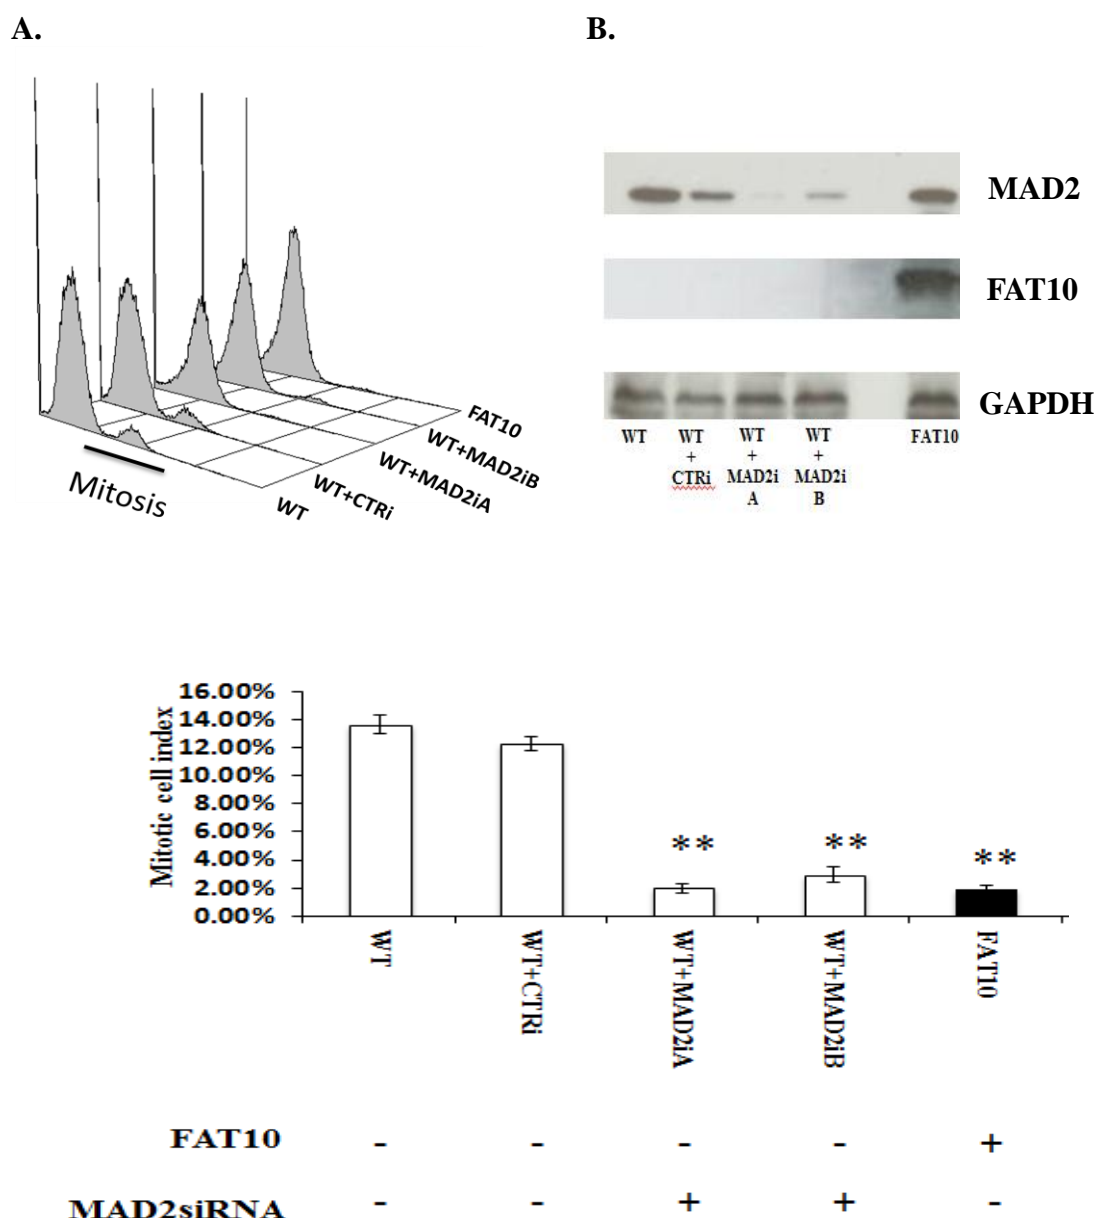 A.
B.
Mitosis
WT
WT+CTRi
WT+MAD2iA
WT+MAD2iB
FAT10
MAD2
FAT10
GAPDH
WT
WT
+
CTRi
WT
+
MAD2i
A
WT
+
MAD2i
B
FAT10
Mitotic cell index
16.00%
14.00%
12.00%
10.00%
8.00%
6.00%
4.00%
2.00%
0.00%
**
**
**
WT
WT+CTRi
WT+MAD2iA
WT+MAD2iB
FAT10
FAT10 - - - - +
MAD2siRNA - - + + -